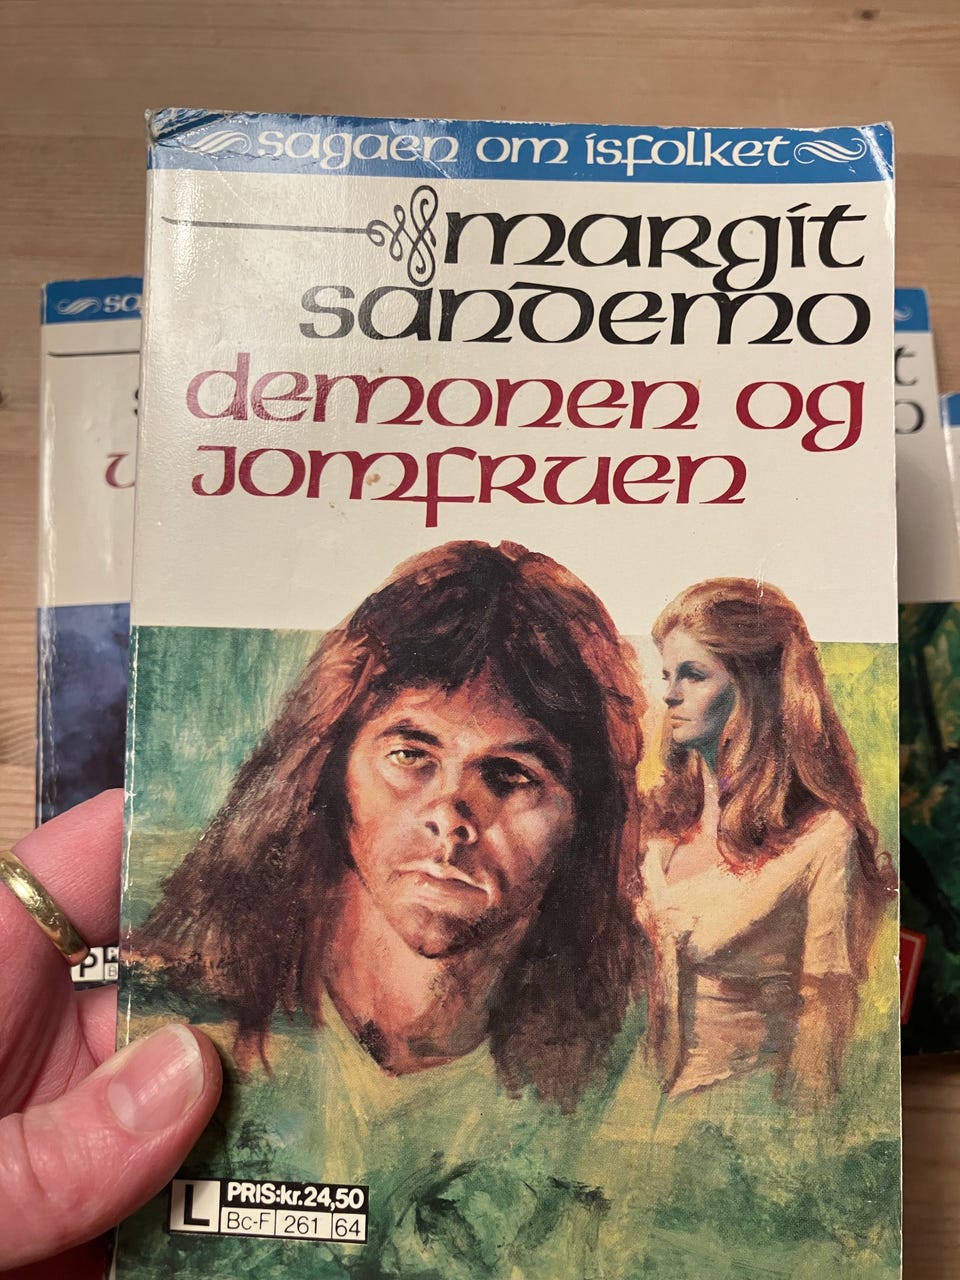 sagaen om isfolket
margit
sandemo
demonen og
jomfruen
L
PRIS:kr.24,50
Bc-F 261 64
P